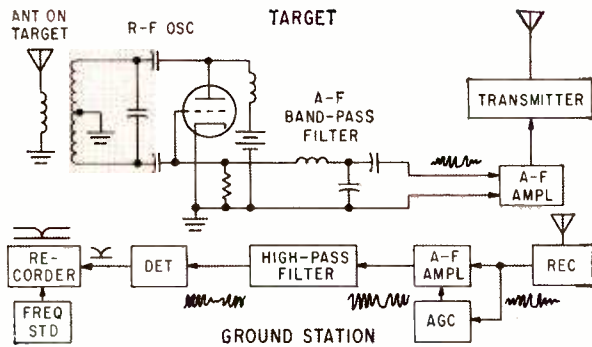 TARGET
ANT ON
TARGET
R-F OSC
A-F
BAND-PASS
FILTER
TRANSMITTER
A-F
AMPL
RE-
CORDER
DET
HIGH-PASS
FILTER
A-F
AMPL
REC
FREQ
STD
AGC
GROUND STATION